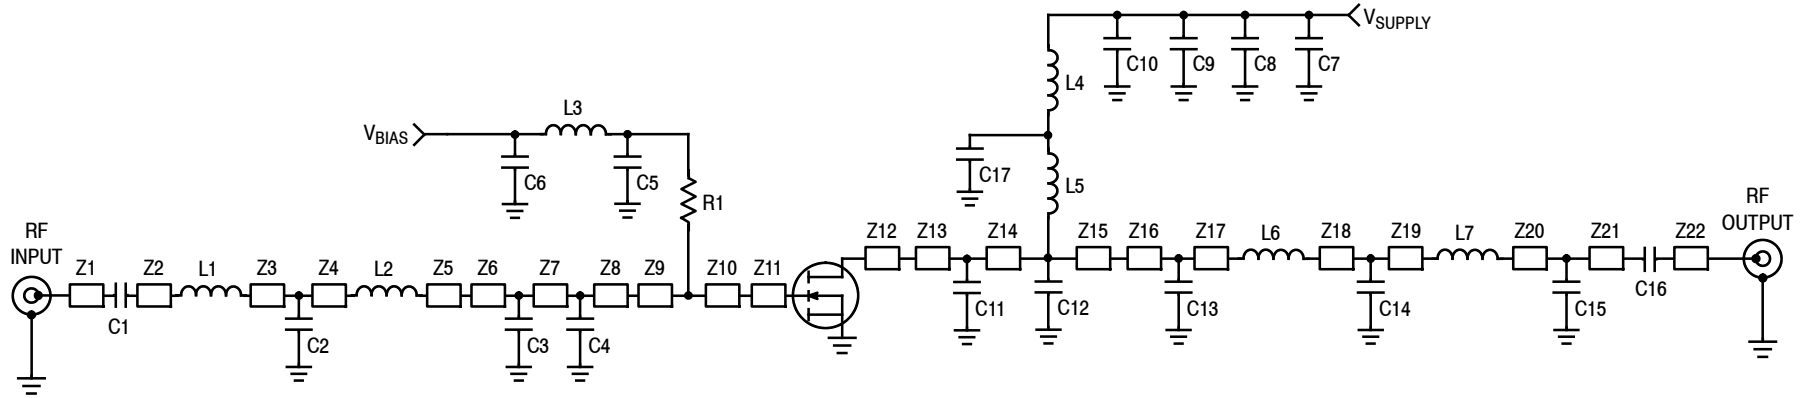 VSUPPLY
C10 C9 C8 C7
L4
L3
VBIAS
C6 C5
C17
L5
R1
RF
INPUT
RF
OUTPUT
Z12 Z13 Z14 Z15 Z16 Z17 L6 Z18 Z19 L7 Z20 Z21 Z22
Z1 Z2 L1 Z3 Z4 L2 Z5 Z6 Z7 Z8 Z9 Z10 Z11
C1
C16
C11 C12 C13 C14 C15
C2 C3 C4